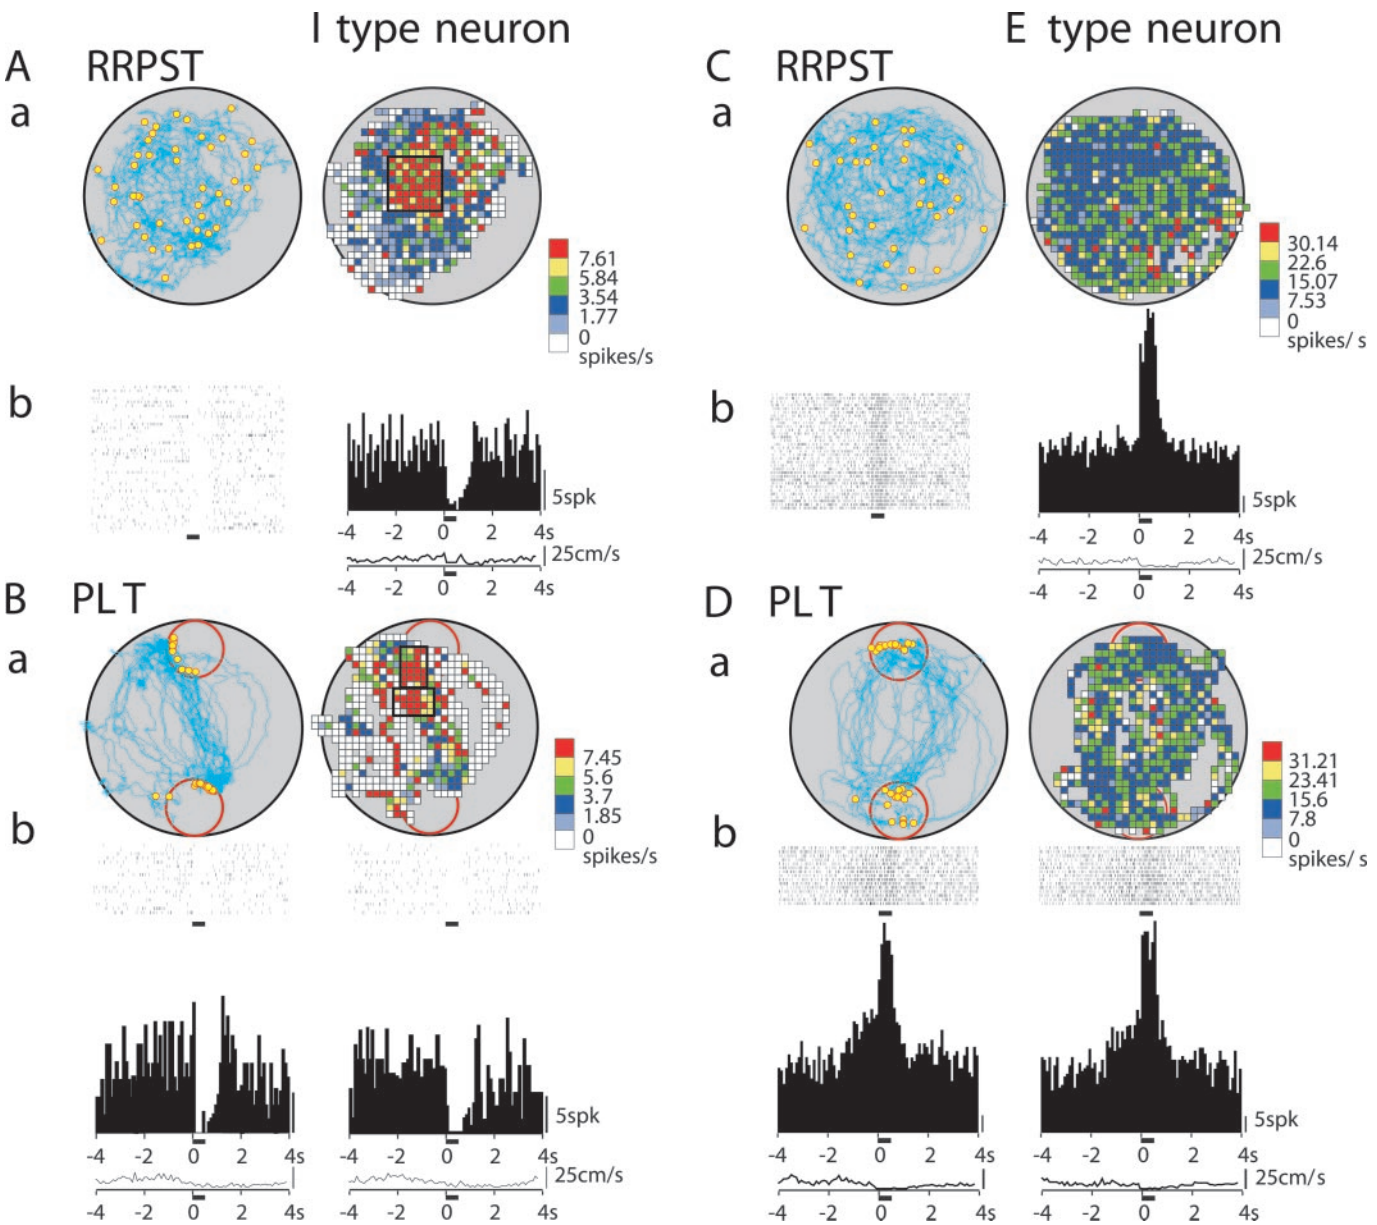 I type neuron
E type neuron
A RRPST
a
7.61
5.84
3.54
1.77
0
spikes/s
b
5spk
-4 -2 0 2 4s
25cm/s
-4 -2 0 2 4s
C RRPST
a
30.14
22.6
15.07
7.53
0
spikes/ s
b
5spk
-4 -2 0 2 4s
25cm/s
-4 -2 0 2 4s
B PLT
a
7.45
5.6
3.7
1.85
0
spikes/s
b
5spk
-4 -2 0 2 4s -4 -2 0 2 4s
25cm/s
-4 -2 0 2 4s -4 -2 0 2 4s
D PLT
a
31.21
23.41
15.6
7.8
0
spikes/ s
b
5spk
-4 -2 0 2 4s -4 -2 0 2 4s
25cm/s
-4 -2 0 2 4s -4 -2 0 2 4s